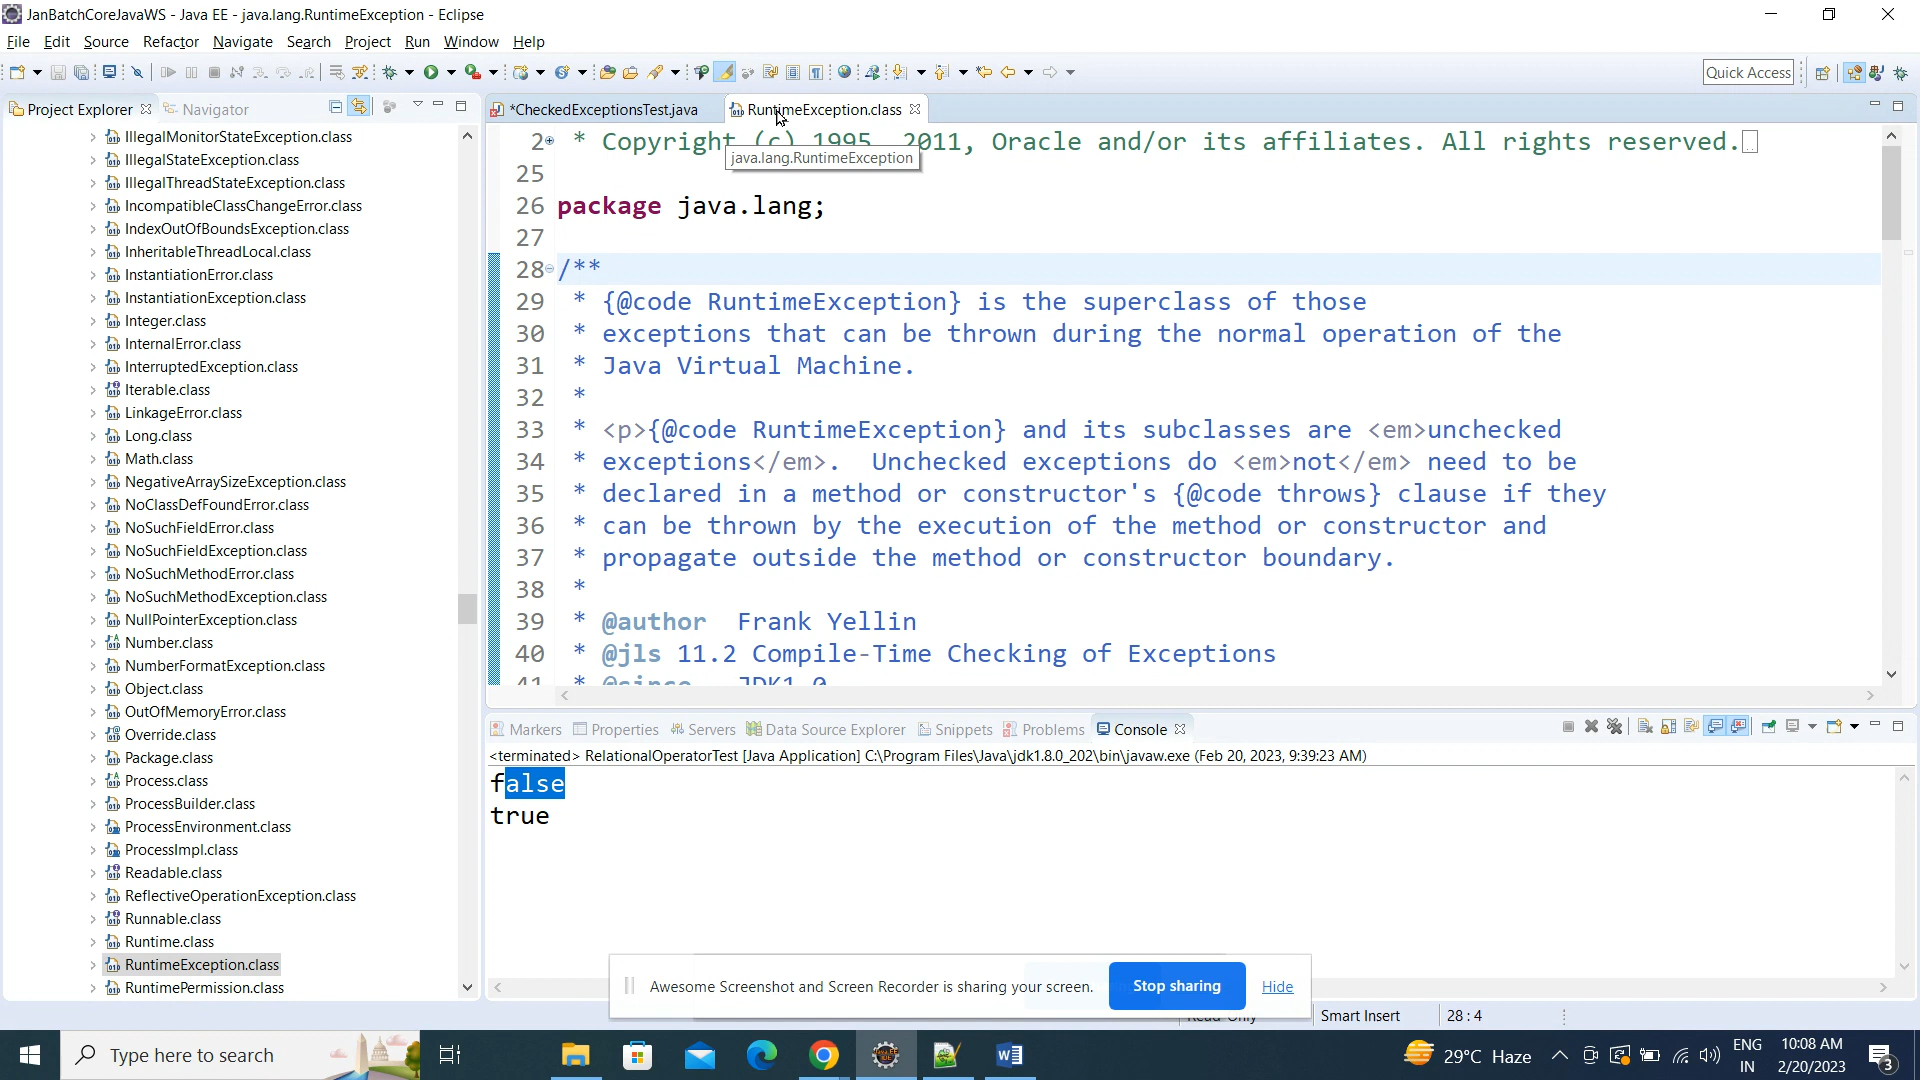 JanBatchCoreJavaWS - Java EE - java.lang.RuntimeException - Eclipse
File Edit Source Refactor Navigate Search Project Run Window Help
Quick Access
Project Explorer Navigator
IllegalMonitorStateException.class
IllegalStateException.class
IllegalThreadStateException.class
IncompatibleClassChangeError.class
IndexOutOfBoundsException.class
InheritableThreadLocal.class
InstantiationError.class
InstantiationException.class
Integer.class
InternalError.class
InterruptedException.class
Iterable.class
LinkageError.class
Long.class
Math.class
NegativeArraySizeException.class
NoClassDefFoundError.class
NoSuchFieldError.class
NoSuchFieldException.class
NoSuchMethodError.class
NoSuchMethodException.class
NullPointerException.class
Number.class
NumberFormatException.class
Object.class
OutOfMemoryError.class
Override.class
Package.class
Process.class
ProcessBuilder.class
ProcessEnvironment.class
ProcessImpl.class
Readable.class
ReflectiveOperationException.class
Runnable.class
Runtime.class
RuntimeException.class
RuntimePermission.class
*CheckedExceptionsTest.java RuntimeException.class
2 * Copyright (c) 1995, 2011, Oracle and/or its affiliates. All rights reserved.
java.lang.RuntimeException
25
26 package java.lang;
27
28 /**
29 * {@code RuntimeException} is the superclass of those
30 * exceptions that can be thrown during the normal operation of the
31 * Java Virtual Machine.
32 *
33 * <p>{@code RuntimeException} and its subclasses are <em>unchecked
34 * exceptions</em>.  Unchecked exceptions do <em>not</em> need to be
35 * declared in a method or constructor's {@code throws} clause if they
36 * can be thrown by the execution of the method or constructor and
37 * propagate outside the method or constructor boundary.
38 *
39 * @author  Frank Yellin
40 * @jls 11.2 Compile-Time Checking of Exceptions
41 * @since   JDK1.0
Markers Properties Servers Data Source Explorer Snippets Problems Console
<terminated> RelationalOperatorTest [Java Application] C:\Program Files\Java\jdk1.8.0_202\bin\javaw.exe (Feb 20, 2023, 9:39:23 AM)
false
true
Awesome Screenshot and Screen Recorder is sharing your screen. Stop sharing Hide
Read-Only Smart Insert 28 : 4
Type here to search
29°C Haze
ENG
IN
10:08 AM
2/20/2023
3